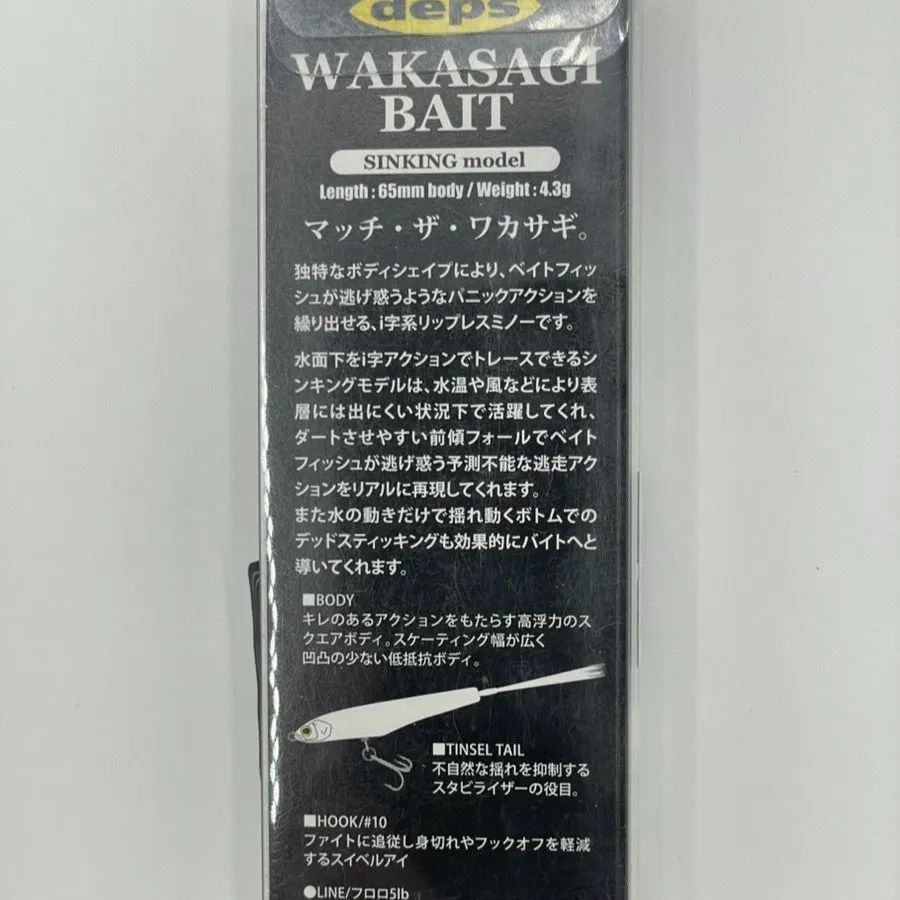 deps
WAKASAGI
BAIT
SINKING model
Length : 65mm body / Weight : 4.3g
マッチ・ザ・ワカサギ。
独特なボディシェイプにより、ベイトフィッ
シュが逃げ惑うようなパニックアクションを
繰り出せる、i字系リップレスミノーです。
水面下をi字アクションでトレースできるシ
ンキングモデルは、水温や風などにより表
層には出にくい状況下で活躍してくれ、
ダートさせやすい前傾フォールでベイト
フィッシュが逃げ惑う予測不能な逃走アク
ションをリアルに再現してくれます。
また水の動きだけで揺れ動くボトムでの
デッドスティッキングも効果的にバイトへと
導いてくれます。
■BODY
キレのあるアクションをもたらす高浮力のス
クエアボディ。スケーティング幅が広く
凹凸の少ない低抵抗ボディ。
■TINSEL TAIL
不自然な揺れを抑制する
スタビライザーの役目。
■HOOK/#10
ファイトに追従し身切れやフックオフを軽減
するスイベルアイ
●LINE/フロロ5lb